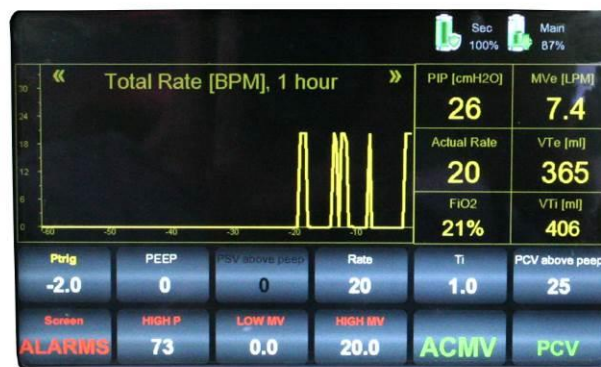 Sec
100%
Main
87%
« Total Rate [BPM], 1 hour »
30
24
18
12
6
0
-60 -50 -40 -30 -20 -10
PIP [cmH2O] MVe [LPM]
26 7.4
Actual Rate VTe [ml]
20 365
FiO2 VTi [ml]
21% 406
Ptrig PEEP PSV above peep Rate Ti PCV above peep
-2.0 0 0 20 1.0 25
Screen HIGH P LOW MV HIGH MV
ALARMS 73 0.0 20.0 ACMV PCV